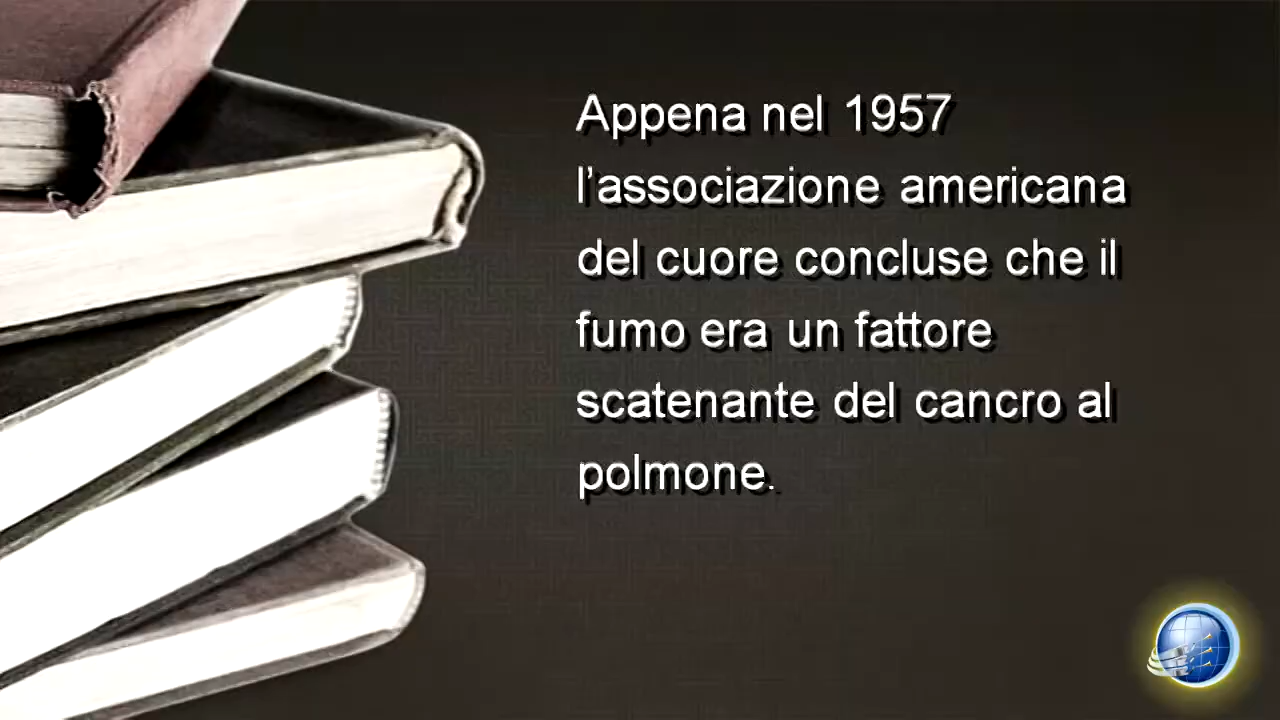 Appena nel 1957
l’associazione americana
del cuore concluse che il
fumo era un fattore
scatenante del cancro al
polmone.